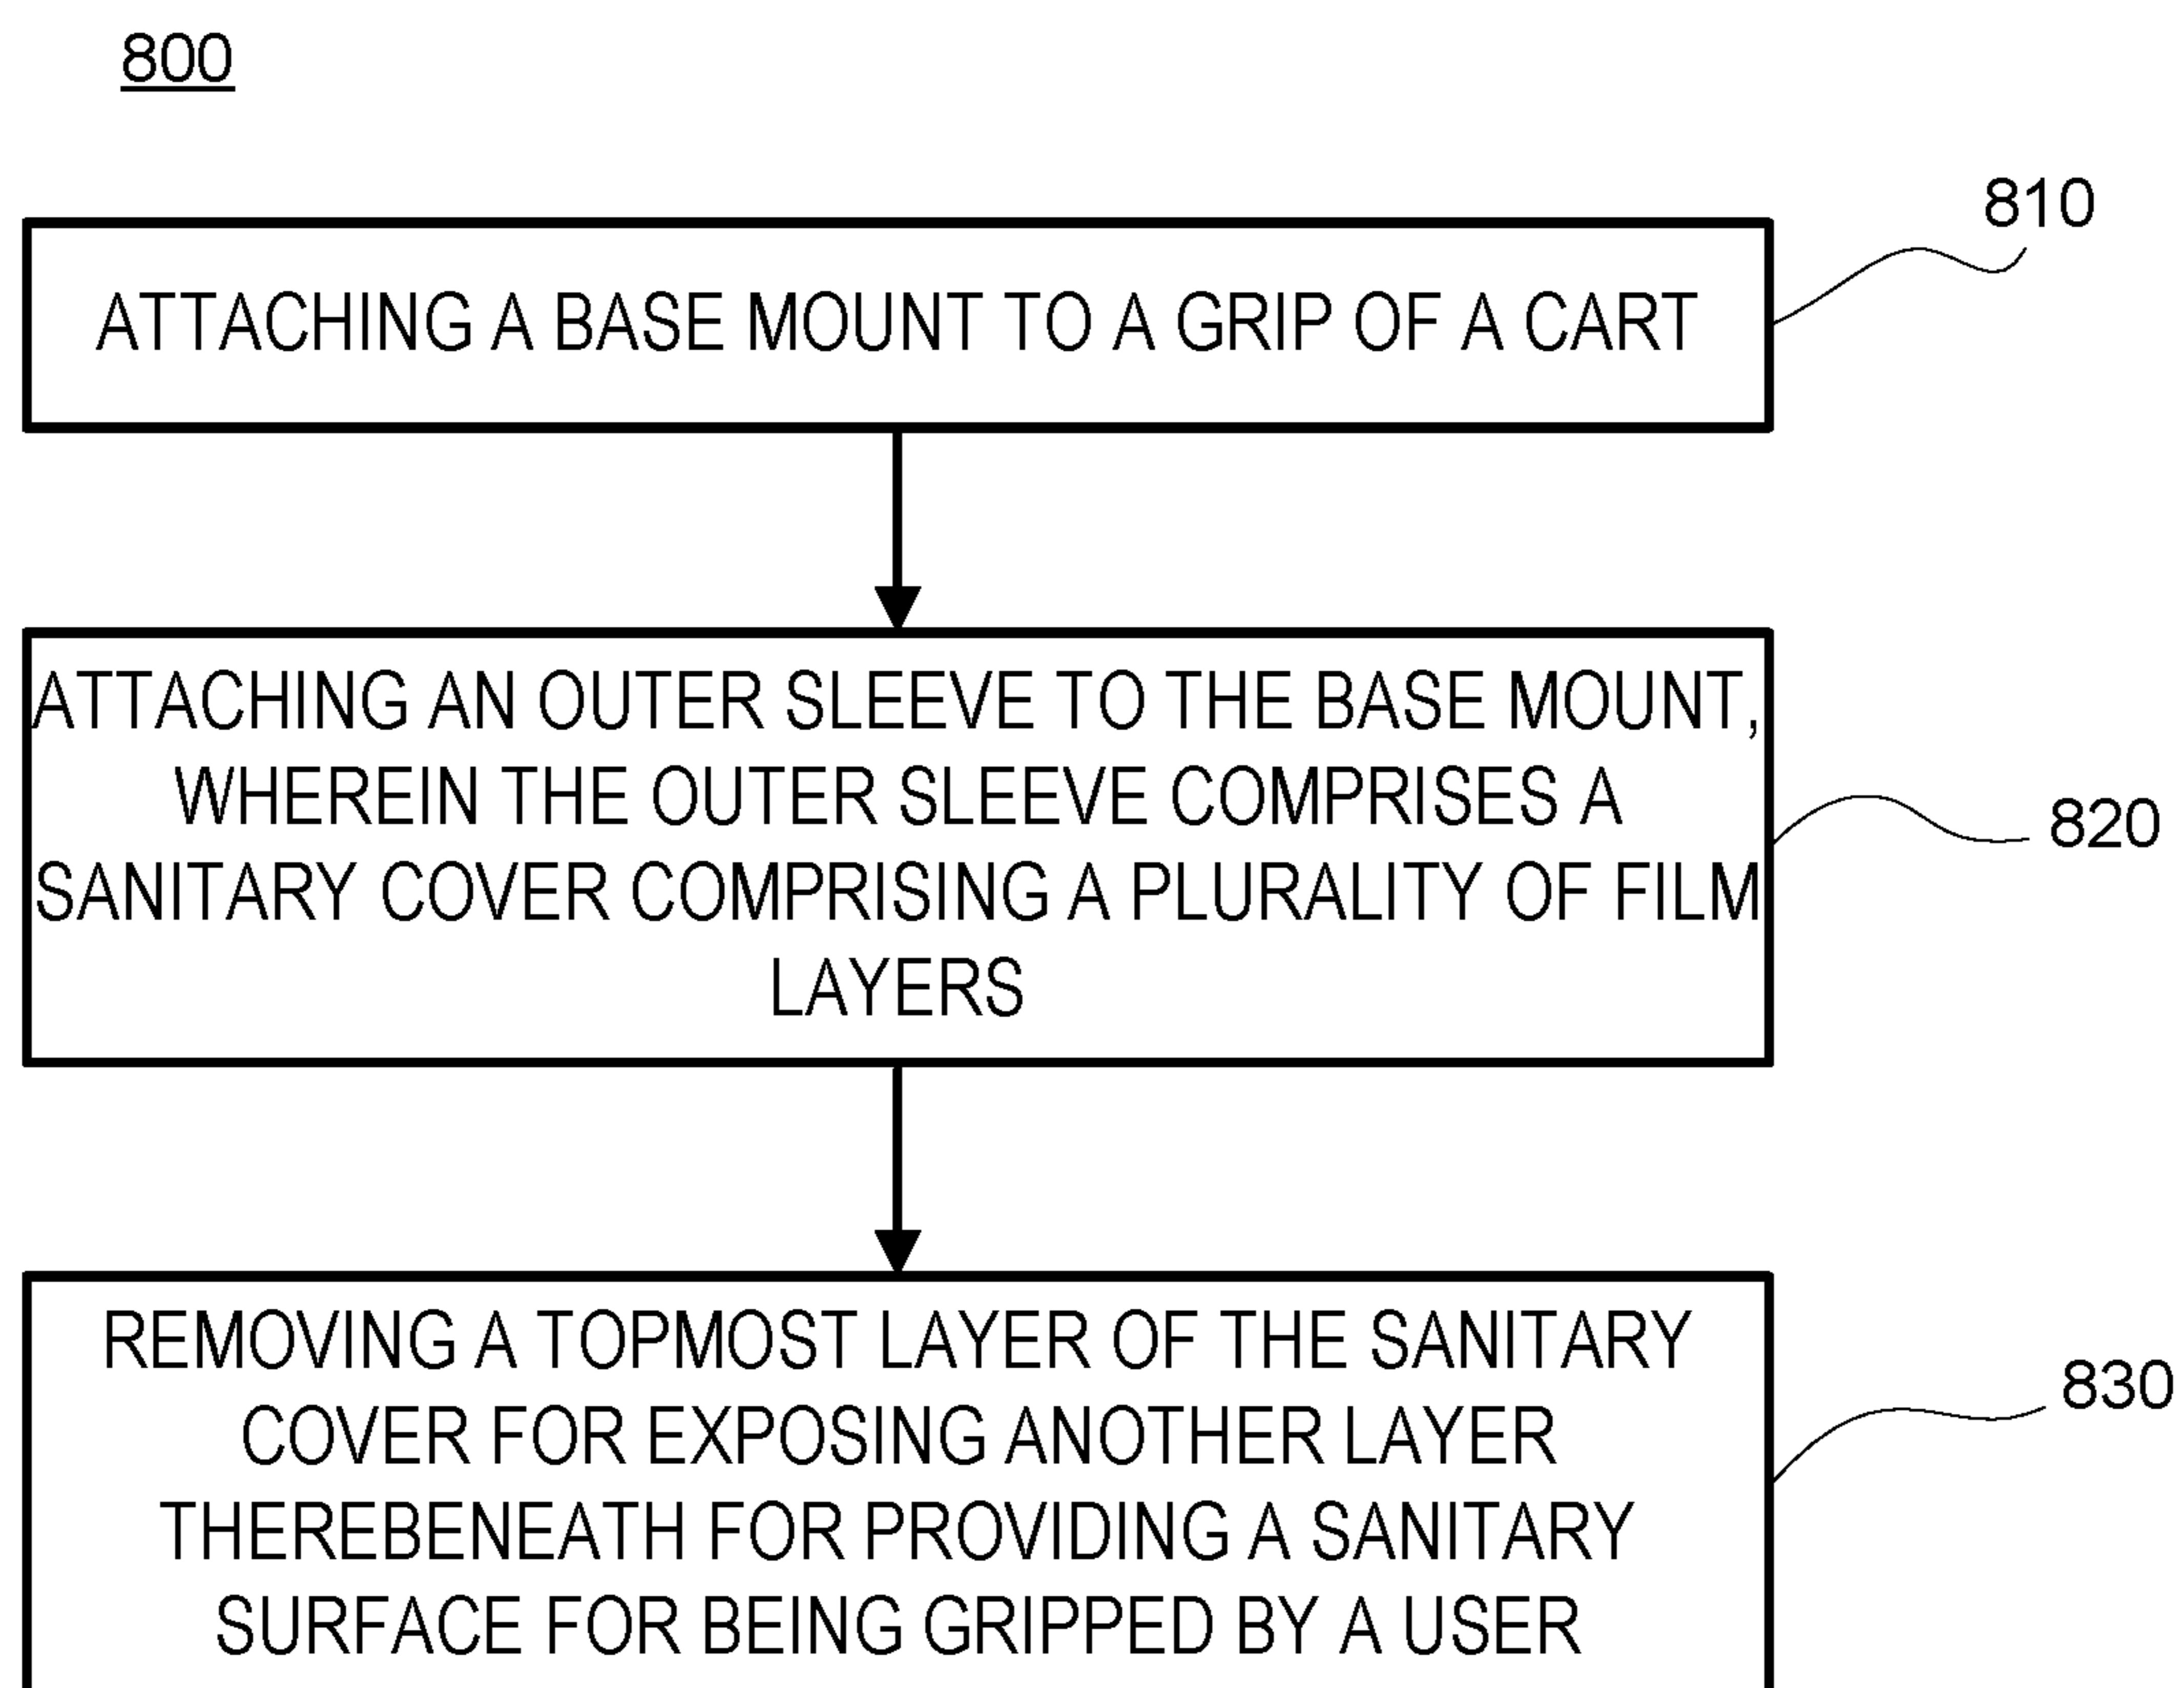 800
810
ATTACHING A BASE MOUNT TO A GRIP OF A CART
ATTACHING AN OUTER SLEEVE TO THE BASE MOUNT,
WHEREIN THE OUTER SLEEVE COMPRISES A
820
SANITARY COVER COMPRISING A PLURALITY OF FILM
LAYERS
REMOVING A TOPMOST LAYER OF THE SANITARY
830
COVER FOR EXPOSING ANOTHER LAYER
THEREBENEATH FOR PROVIDING A SANITARY
SURFACE FOR BEING GRIPPED BY A USER